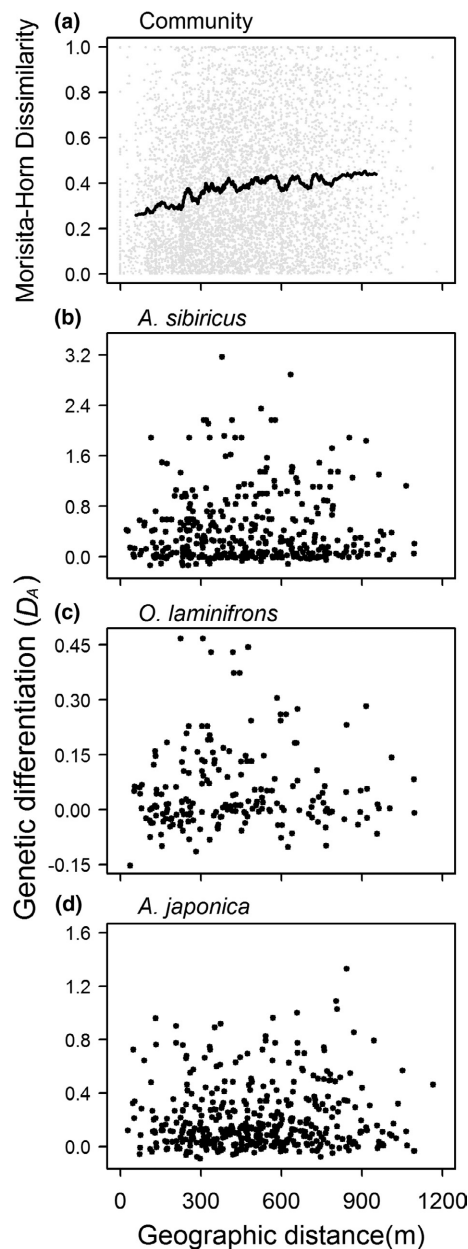 (a) Community
Morisita-Horn Dissimilarity
1.0
0.8
0.6
0.4
0.2
0.0
(b) A. sibiricus
3.2
2.4
1.6
0.8
0.0
Genetic differentiation (DA)
(c) O. laminifrons
0.45
0.30
0.15
0.00
-0.15
(d) A. japonica
1.6
1.2
0.8
0.4
0.0
0 300 600 900 1200
Geographic distance(m)